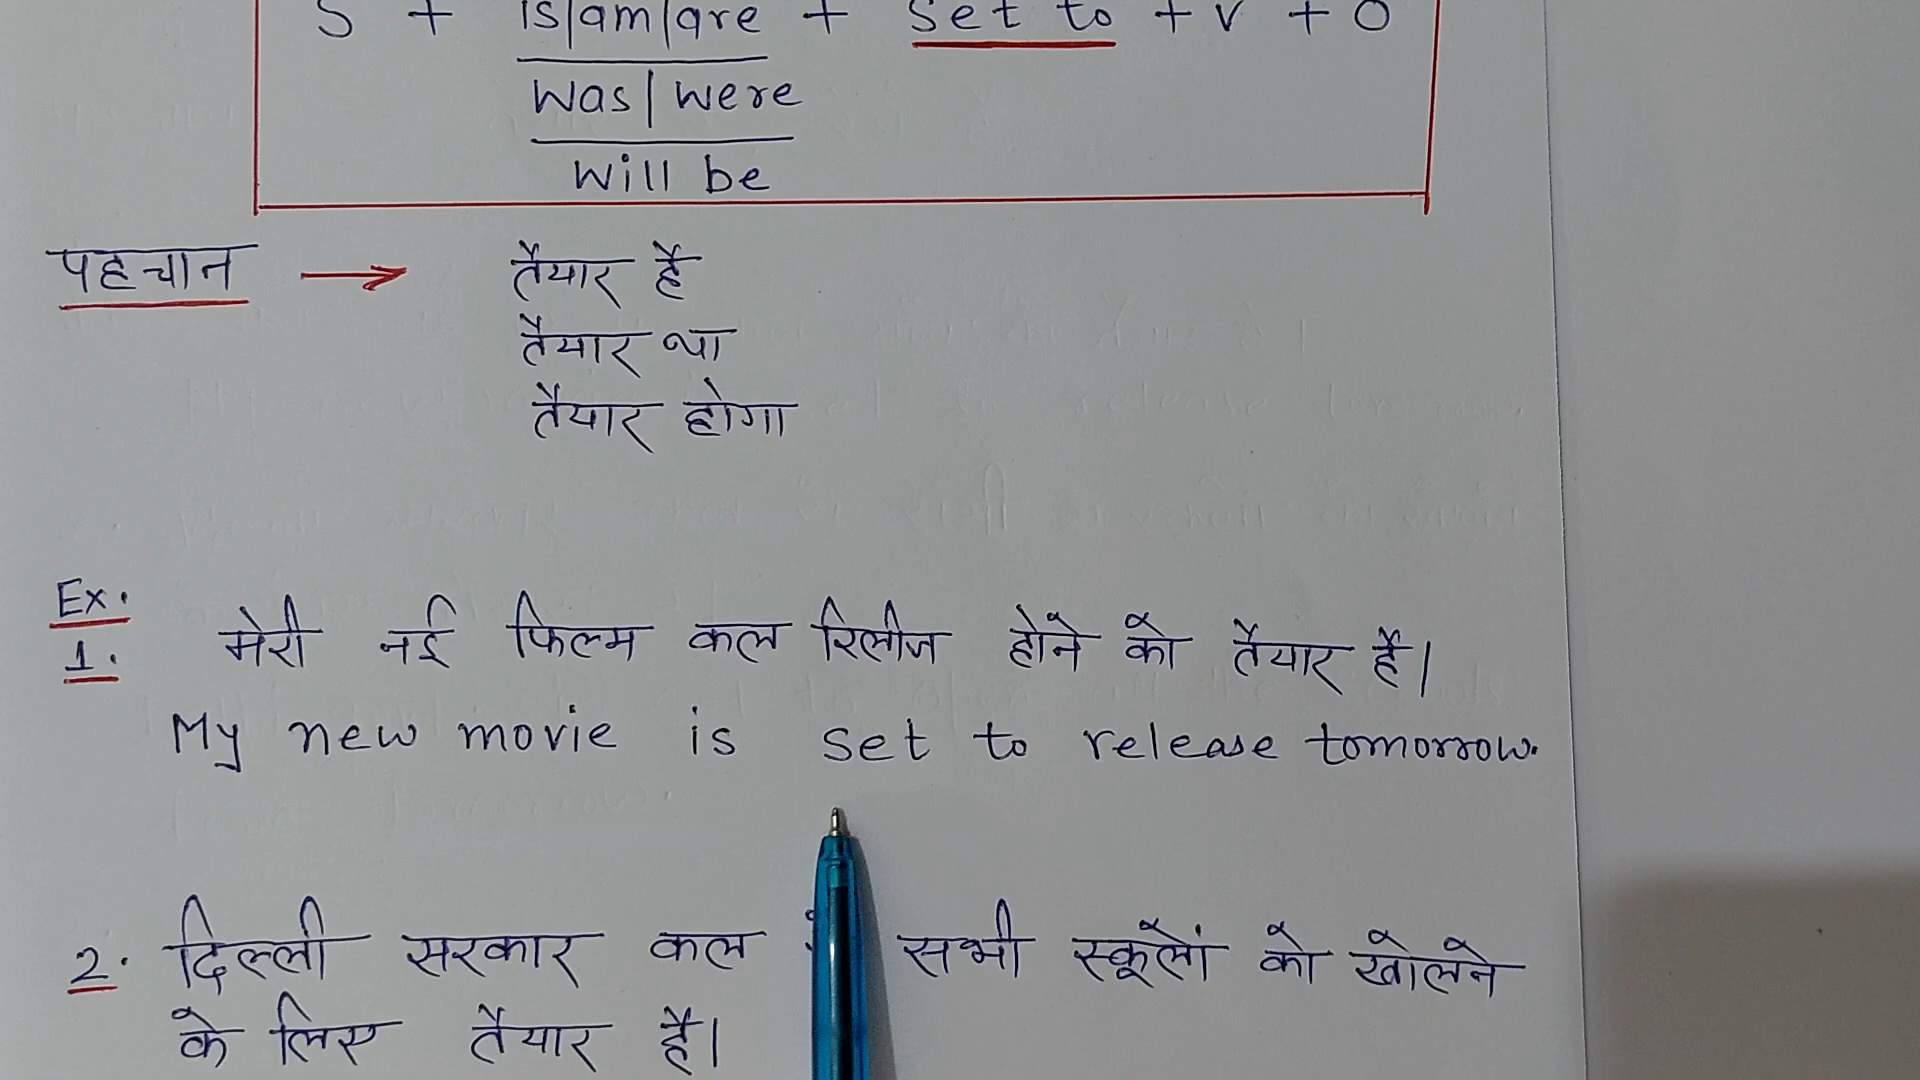 S + is/am/are + set to + v + o
was/were
will be
पहचान → तैयार है
तैयार था
तैयार होगा
Ex.
1. मेरी नई फिल्म कल रिलीज होने को तैयार है।
My new movie is set to release tomorrow.
2. दिल्ली सरकार कल सभी स्कूलों को खोलने
के लिए तैयार है।